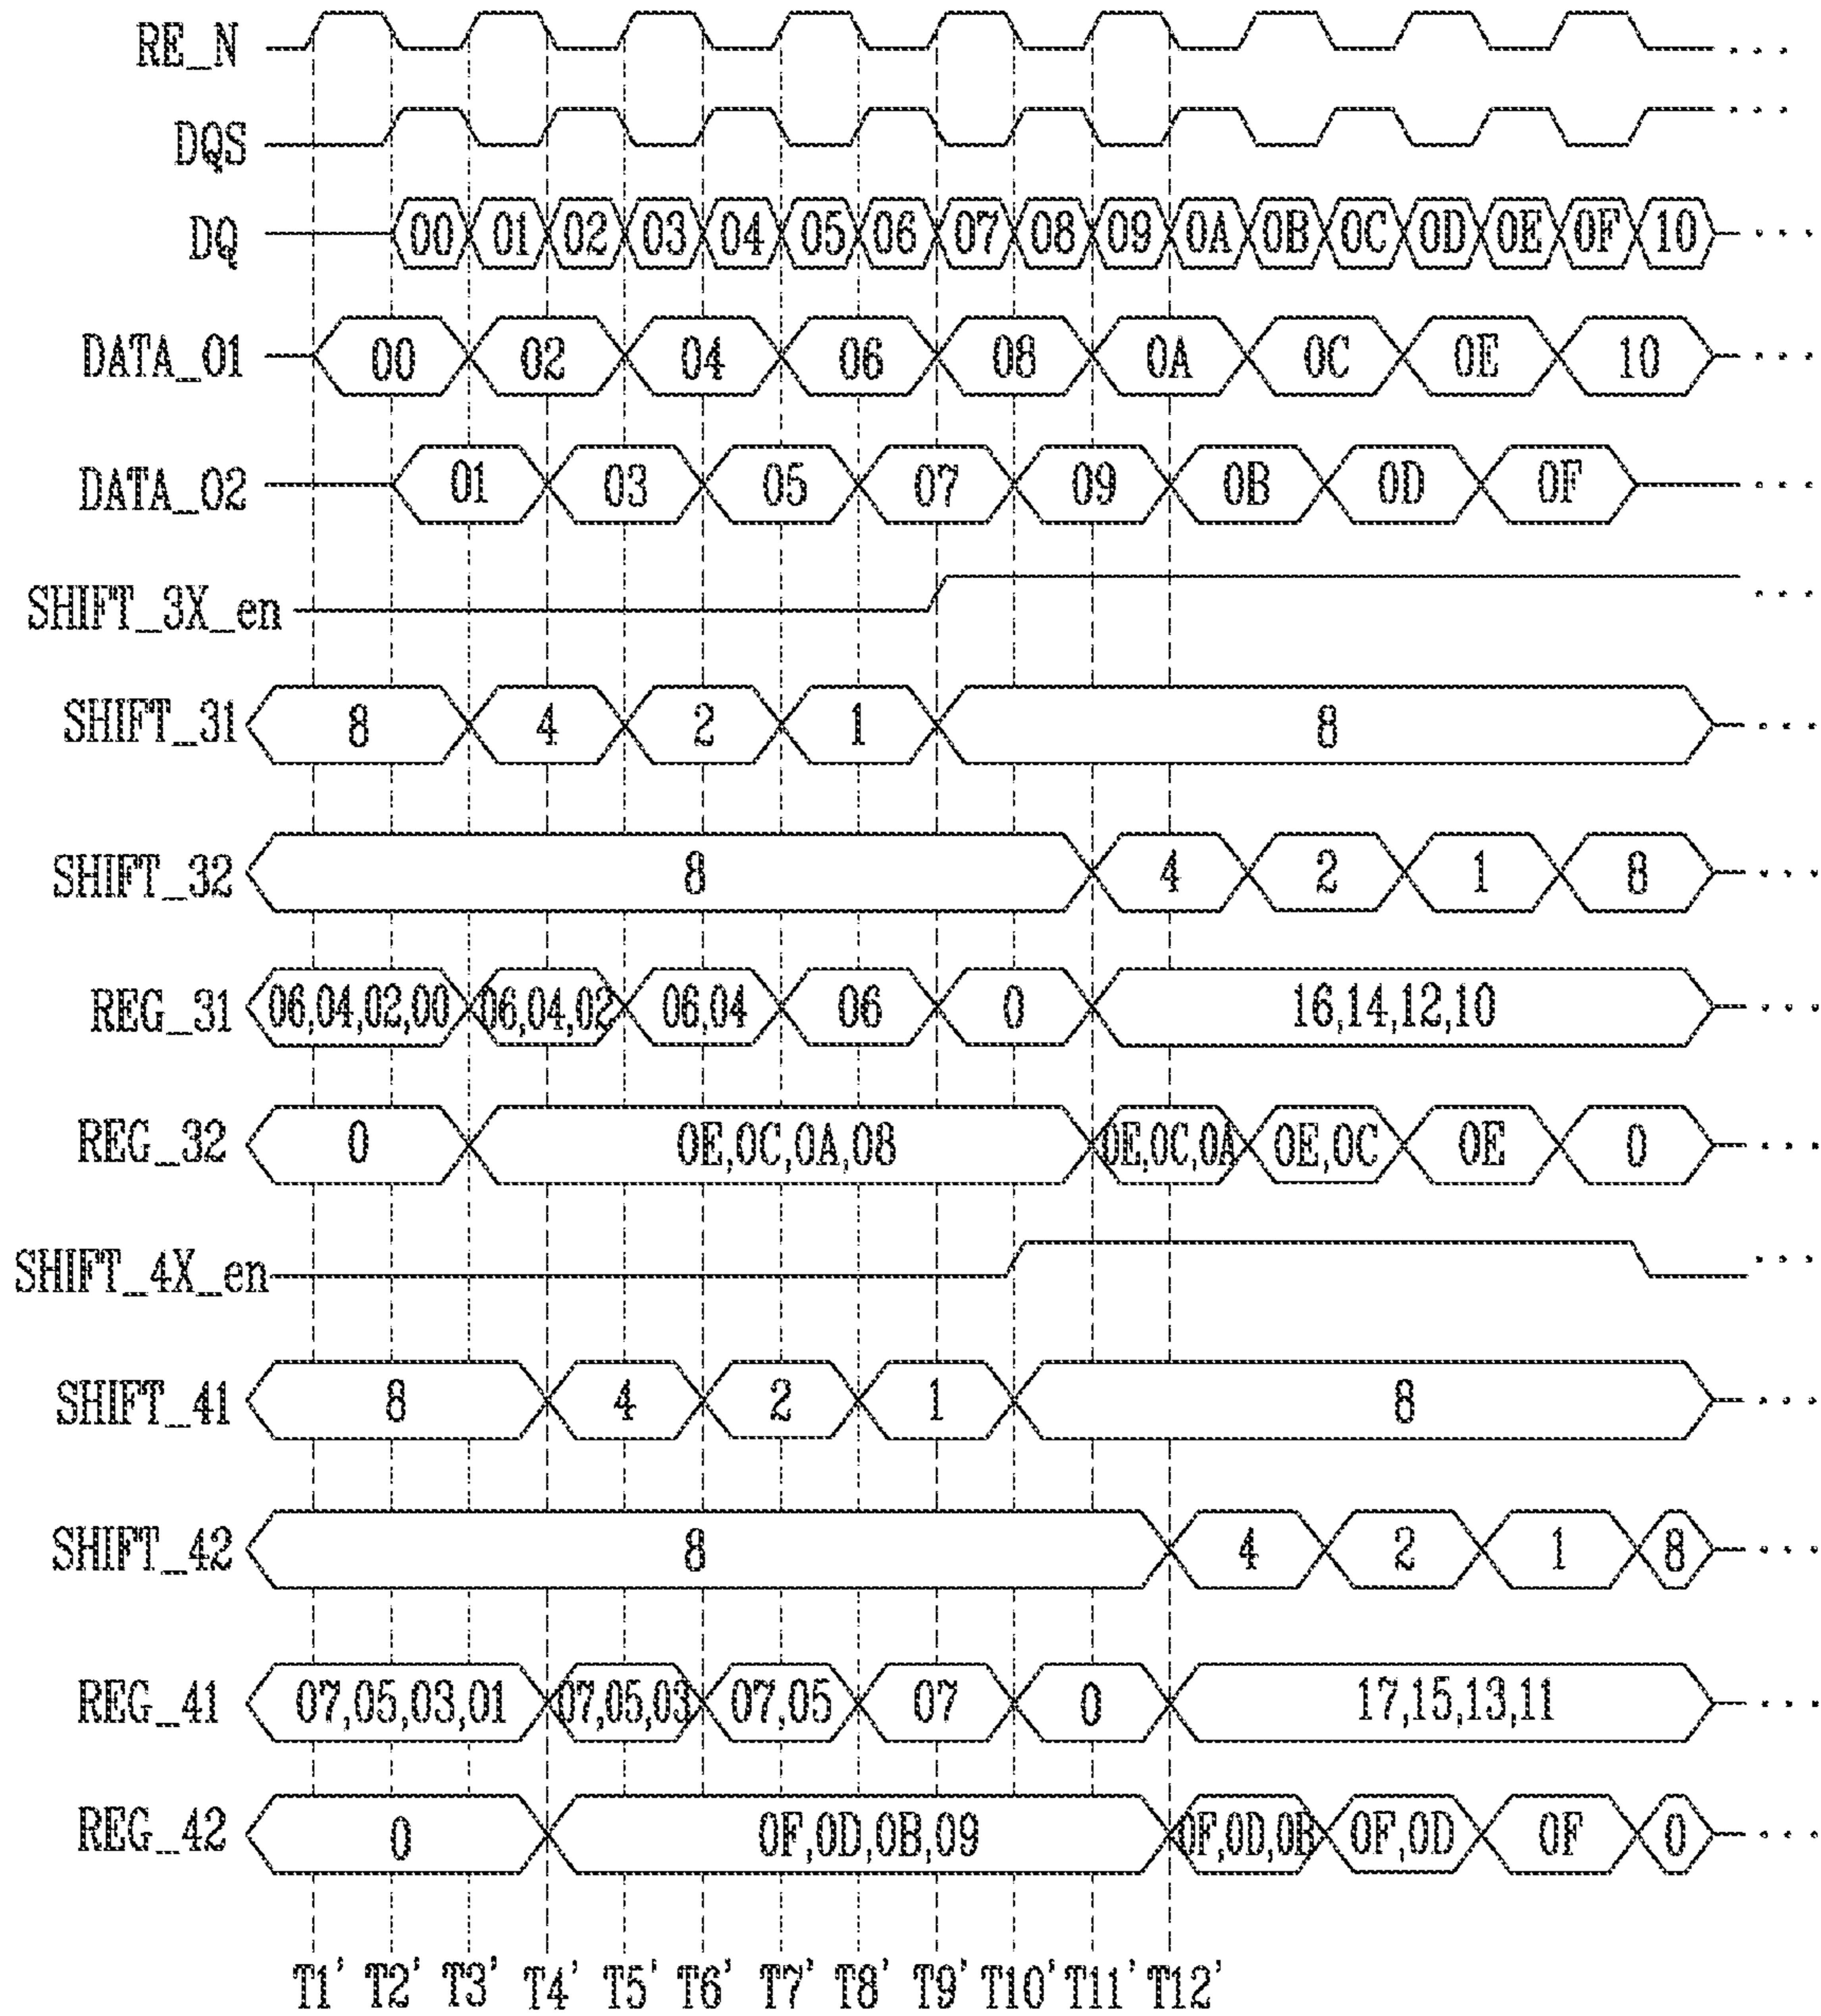 RE_N . . .
DQS . . .
DQ 00 01 02 03 04 05 06 07 08 09 0A 0B 0C 0D 0E 0F 10 . . .
DATA_01 00 02 04 06 08 0A 0C 0E 10 . . .
DATA_02 01 03 05 07 09 0B 0D 0F . . .
SHIFT_3X_en . . .
SHIFT_31 8 4 2 1 8 . . .
SHIFT_32 8 4 2 1 8 . . .
REG_31 06,04,02,00 06,04,02 06,04 06 0 16,14,12,10 . . .
REG_32 0 0E,0C,0A,08 0E,0C,0A 0E,0C 0E 0 . . .
SHIFT_4X_en . . .
SHIFT_41 8 4 2 1 8 . . .
SHIFT_42 8 4 2 1 8 . . .
REG_41 07,05,03,01 07,05,03 07,05 07 0 17,15,13,11 . . .
REG_42 0 0F,0D,0B,09 0F,0D,0B 0F,0D 0F 0 . . .
T1' T2' T3' T4' T5' T6' T7' T8' T9' T10' T11' T12'